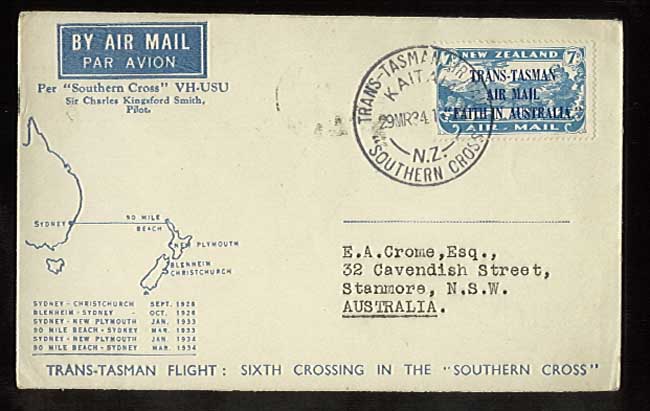 BY AIR MAIL
PAR AVION
Per "Southern Cross" VH-USU
Sir Charles Kingsford Smith,
Pilot.
TRANS-TASMAN AIR
KAITA
29MR34.1
N.Z.
"SOUTHERN CROSS"
NEW ZEALAND 7D
TRANS-TASMAN
AIR MAIL
"FAITH IN AUSTRALIA"
AIR MAIL
SYDNEY
90 MILE
BEACH
NEW PLYMOUTH
BLENHEIM
CHRISTCHURCH
E.A.Crome,Esq.,
32 Cavendish Street,
Stanmore, N.S.W.
AUSTRALIA.
SYDNEY - CHRISTCHURCH SEPT. 1928
BLENHEIM - SYDNEY - OCT. 1928
SYDNEY - NEW PLYMOUTH JAN. 1933
90 MILE BEACH - SYDNEY MAR. 1933
SYDNEY - NEW PLYMOUTH JAN. 1934
90 MILE BEACH - SYDNEY MAR. 1934
TRANS-TASMAN FLIGHT: SIXTH CROSSING IN THE "SOUTHERN CROSS"